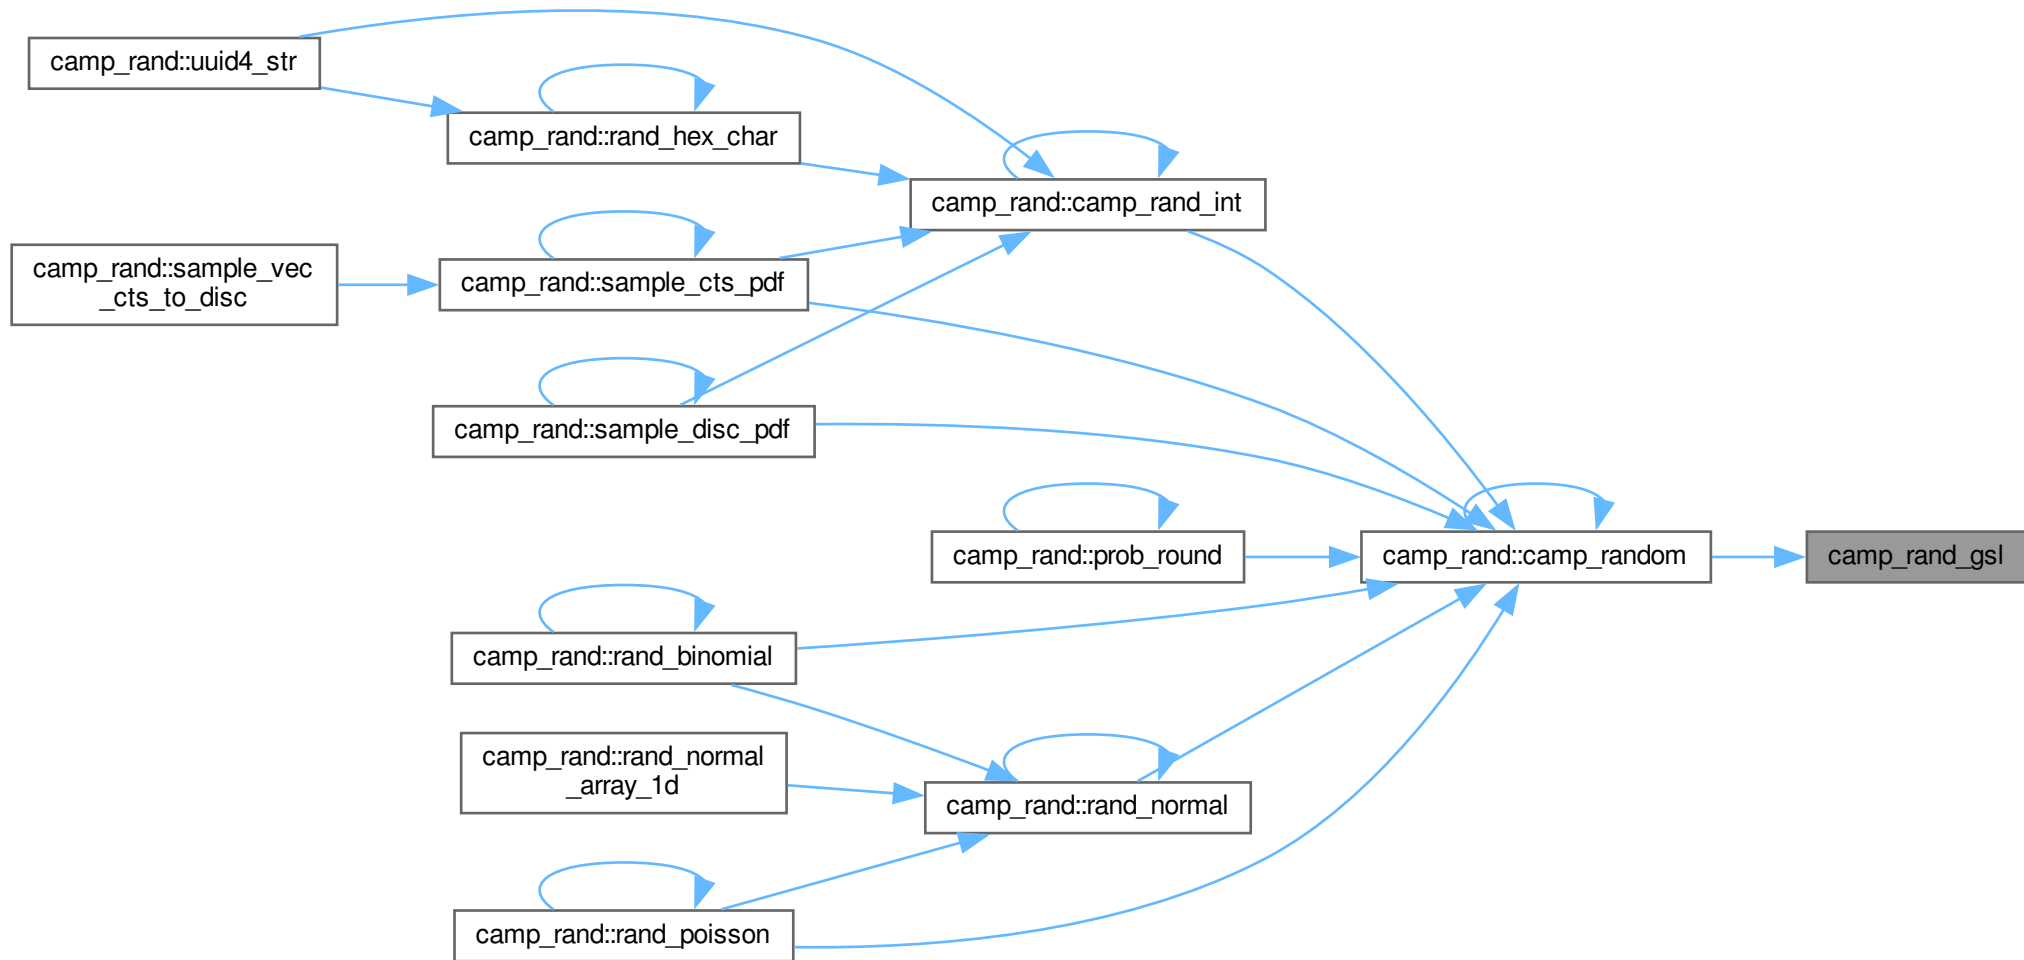 camp_rand::uuid4_str
camp_rand::rand_hex_char
camp_rand::camp_rand_int
camp_rand::sample_vec
_cts_to_disc
camp_rand::sample_cts_pdf
camp_rand::sample_disc_pdf
camp_rand::prob_round
camp_rand::camp_random
camp_rand_gsl
camp_rand::rand_binomial
camp_rand::rand_normal
_array_1d
camp_rand::rand_normal
camp_rand::rand_poisson